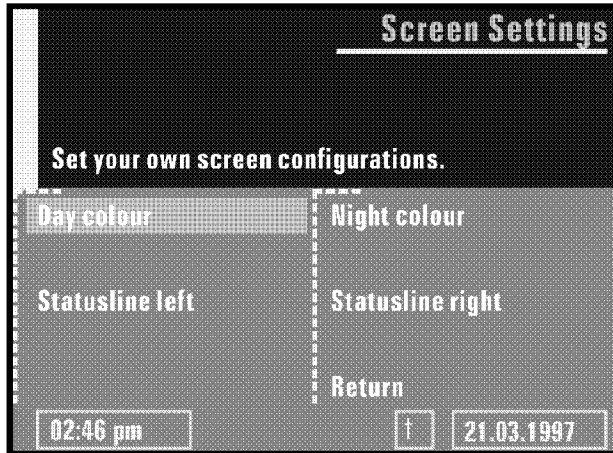 Screen Settings
Set your own screen configurations.
Day colour
Night colour
Statusline left
Statusline right
Return
02:46 pm
†
21.03.1997